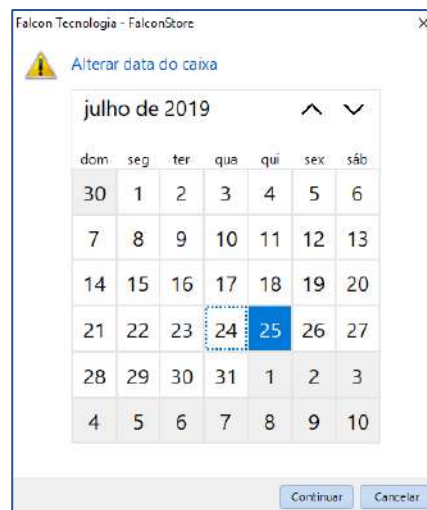 Falcon Tecnologia - FalconStore
Alterar data do caixa
julho de 2019
dom seg ter qua qui sex sáb
30 1 2 3 4 5 6
7 8 9 10 11 12 13
14 15 16 17 18 19 20
21 22 23 24 25 26 27
28 29 30 31 1 2 3
4 5 6 7 8 9 10
Continuar Cancelar